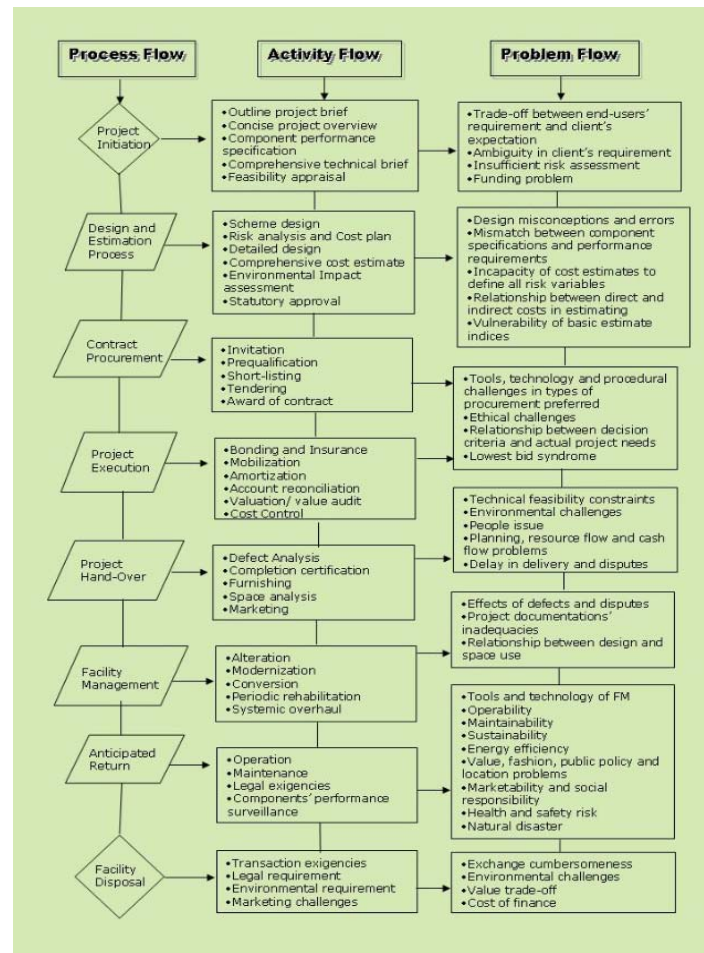 Process Flow
Activity Flow
Problem Flow
Project
Initiation
•Outline project brief
•Concise project overview
•Component performance
specification
•Comprehensive technical brief
•Feasibility appraisal
•Trade-off between end-users'
requirement and client's
expectation
•Ambiguity in client's requirement
•Insufficient risk assessment
•Funding problem
Design and
Estimation
Process
•Scheme design
•Risk analysis and Cost plan
•Detailed design
•Comprehensive cost estimate
•Environmental Impact
assessment
•Statutory approval
•Design misconceptions and errors
•Mismatch between component
specifications and performance
requirements
•Incapacity of cost estimates to
define all risk variables
•Relationship between direct and
indirect costs in estimating
•Vulnerability of basic estimate
indices
Contract
Procurement
•Invitation
•Prequalification
•Short-listing
•Tendering
•Award of contract
•Tools, technology and procedural
challenges in types of
procurement preferred
•Ethical challenges
•Relationship between decision
criteria and actual project needs
•Lowest bid syndrome
Project
Execution
•Bonding and Insurance
•Mobilization
•Amortization
•Account reconciliation
•Valuation/ value audit
•Cost Control
•Technical feasibility constraints
•Environmental challenges
•People issue
•Planning, resource flow and cash
flow problems
•Delay in delivery and disputes
Project
Hand-Over
•Defect Analysis
•Completion certification
•Furnishing
•Space analysis
•Marketing
•Effects of defects and disputes
•Project documentations'
inadequacies
•Relationship between design and
space use
Facility
Management
•Alteration
•Modernization
•Conversion
•Periodic rehabilitation
•Systemic overhaul
•Tools and technology of FM
•Operability
•Maintainability
•Sustainability
•Energy efficiency
•Value, fashion, public policy and
location problems
•Marketability and social
responsibility
•Health and safety risk
•Natural disaster
Anticipated
Return
•Operation
•Maintenance
•Legal exigencies
•Components' performance
surveillance
Facility
Disposal
•Transaction exigencies
•Legal requirement
•Environmental requirement
•Marketing challenges
•Exchange cumbersomeness
•Environmental challenges
•Value trade-off
•Cost of finance